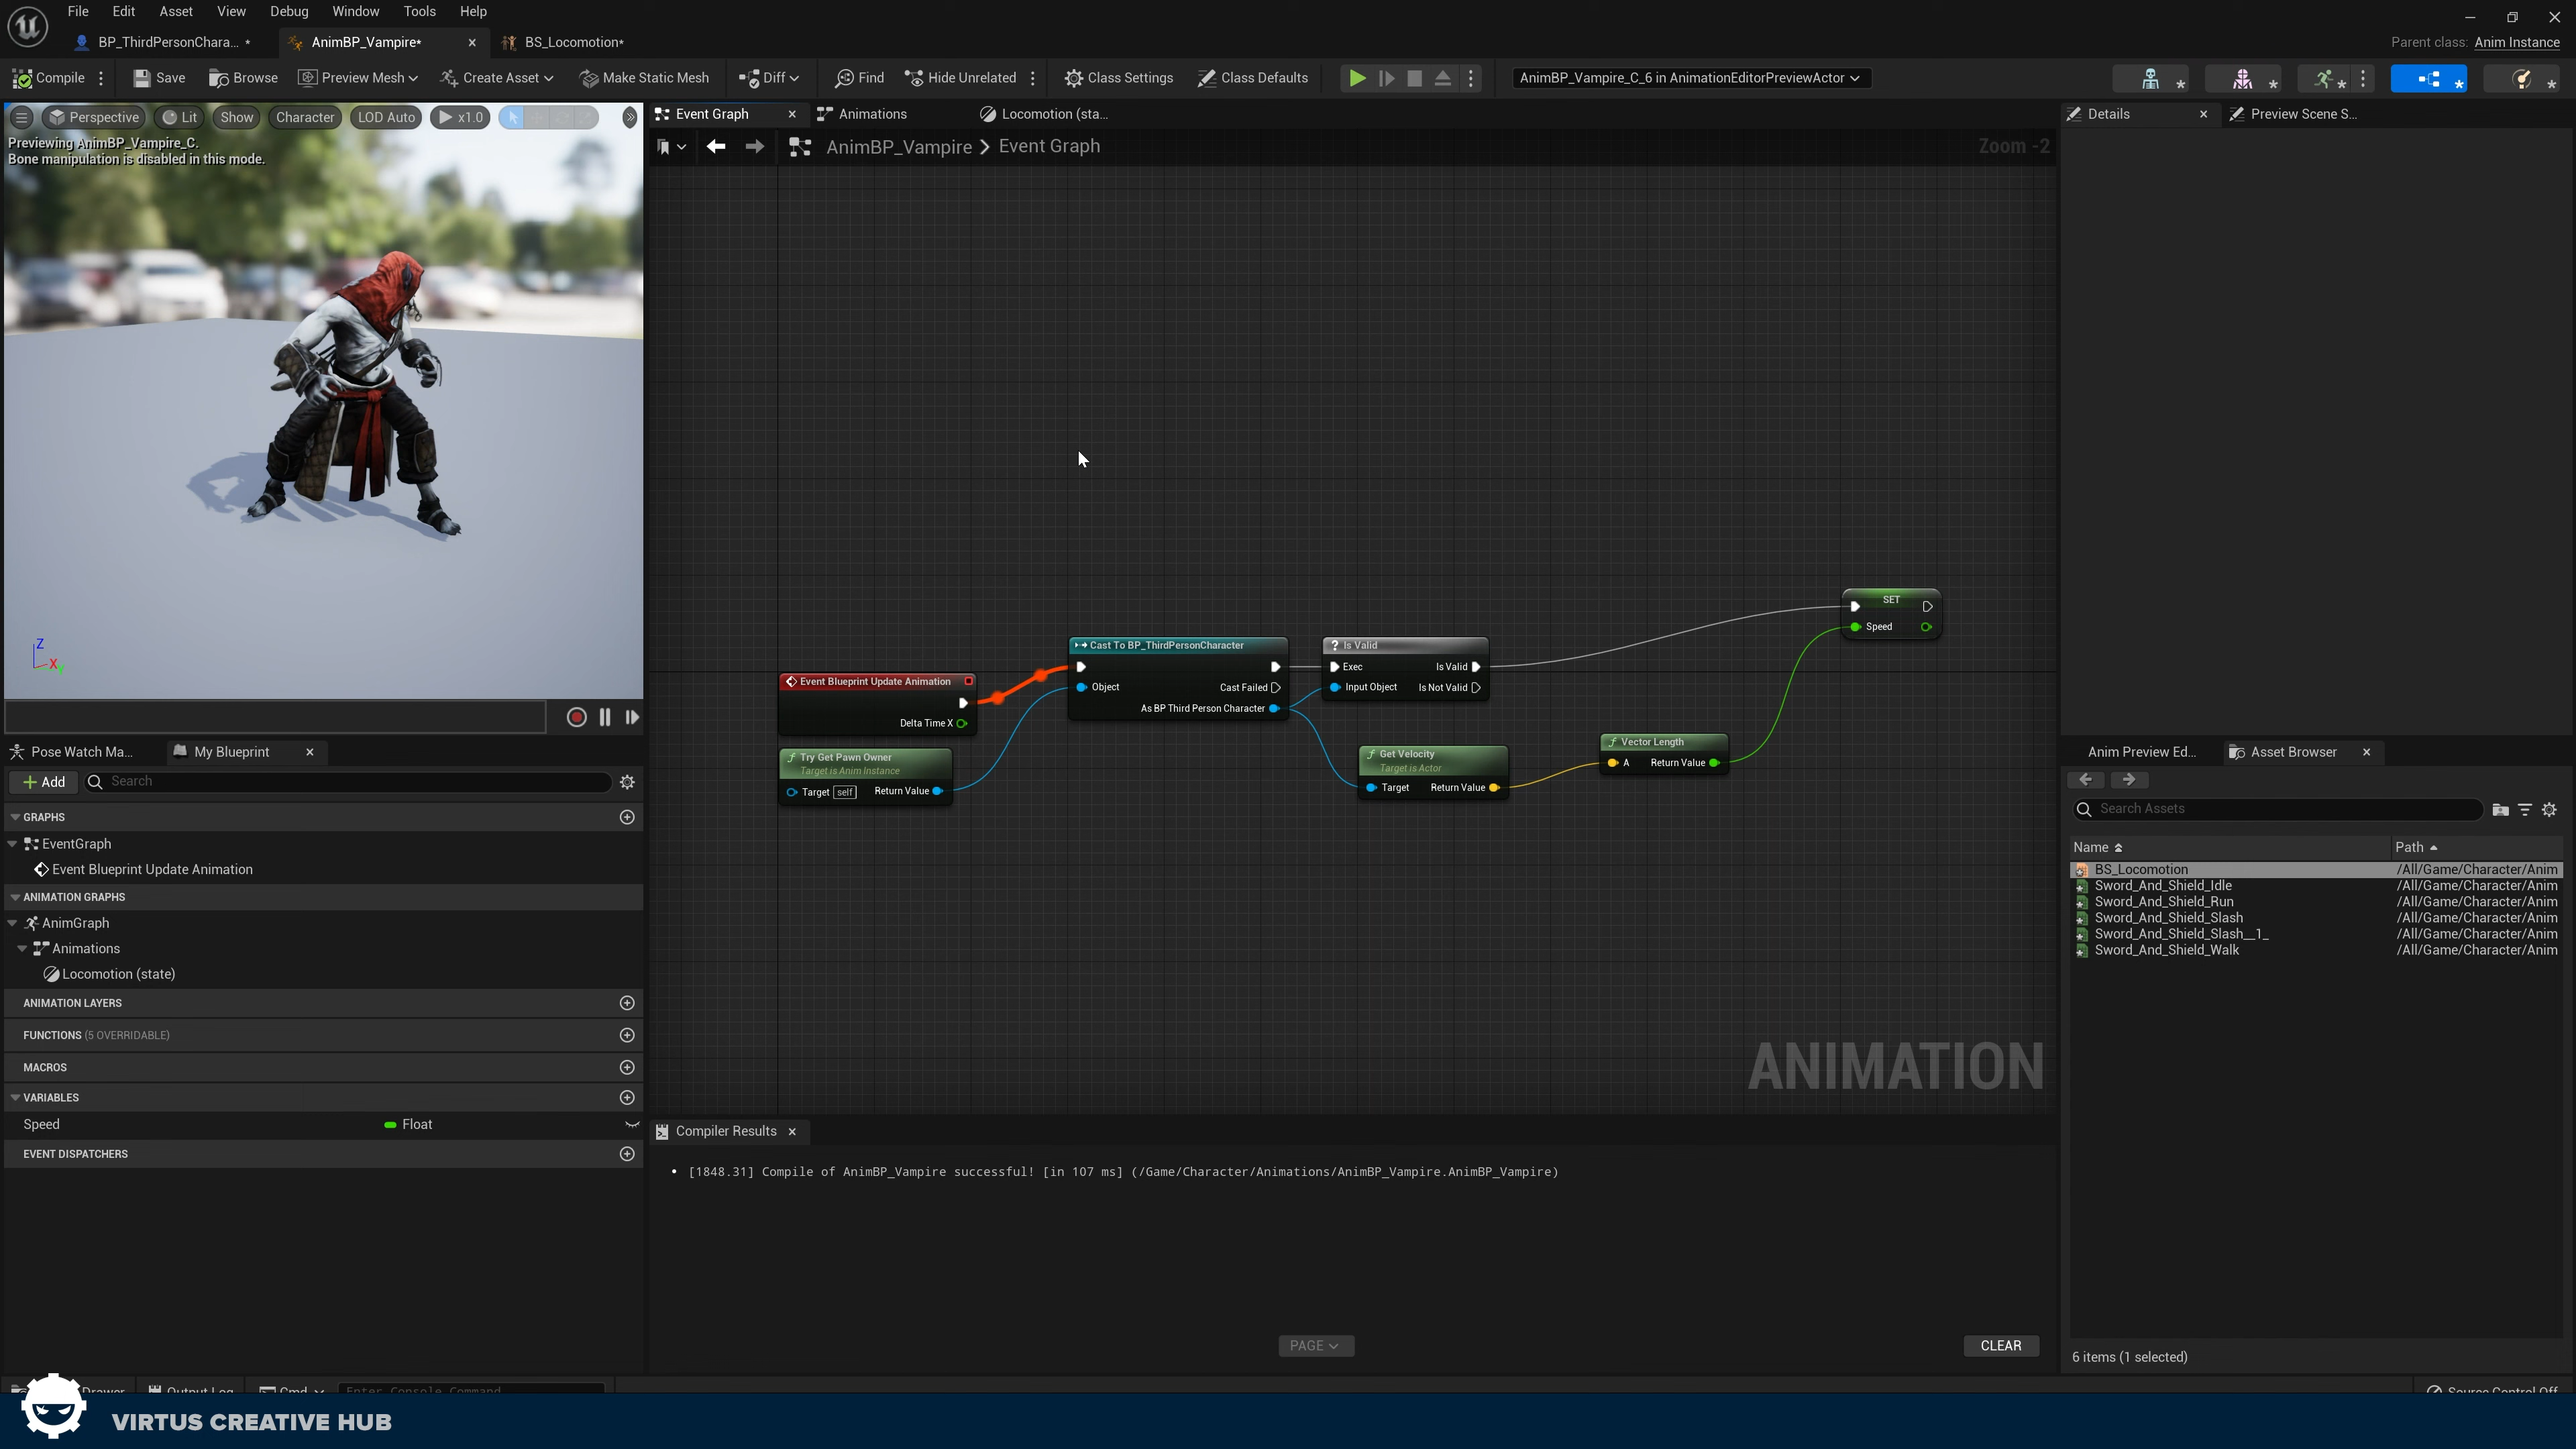 File Edit Asset View Debug Window Tools Help
BP_ThirdPersonChara... * AnimBP_Vampire* BS_Locomotion*
Parent class: Anim Instance
Compile Save Browse Preview Mesh Create Asset Make Static Mesh Diff Find Hide Unrelated Class Settings Class Defaults AnimBP_Vampire_C_6 in AnimationEditorPreviewActor
Perspective Lit Show Character LOD Auto x1.0
Previewing AnimBP_Vampire_C.
Bone manipulation is disabled in this mode.
Z
X
Event Graph Animations Locomotion (sta...
AnimBP_Vampire > Event Graph
Zoom -2
SET
Speed
Cast To BP_ThirdPersonCharacter
Object
Cast Failed
As BP Third Person Character
? Is Valid
Exec Is Valid
Input Object Is Not Valid
Event Blueprint Update Animation
Delta Time X
f Try Get Pawn Owner
Target is Anim Instance
Target self Return Value
f Get Velocity
Target is Actor
Target Return Value
f Vector Length
A Return Value
ANIMATION
Compiler Results
• [1848.31] Compile of AnimBP_Vampire successful! [in 107 ms] (/Game/Character/Animations/AnimBP_Vampire.AnimBP_Vampire)
PAGE
CLEAR
Pose Watch Ma... My Blueprint
Add Search
GRAPHS
EventGraph
Event Blueprint Update Animation
ANIMATION GRAPHS
AnimGraph
Animations
Locomotion (state)
ANIMATION LAYERS
FUNCTIONS (5 OVERRIDABLE)
MACROS
VARIABLES
Speed Float
EVENT DISPATCHERS
Details Preview Scene S...
Anim Preview Ed... Asset Browser
Search Assets
Name Path
BS_Locomotion /All/Game/Character/Anim
Sword_And_Shield_Idle /All/Game/Character/Anim
Sword_And_Shield_Run /All/Game/Character/Anim
Sword_And_Shield_Slash /All/Game/Character/Anim
Sword_And_Shield_Slash__1_ /All/Game/Character/Anim
Sword_And_Shield_Walk /All/Game/Character/Anim
6 items (1 selected)
Drawer Output Log Cmd Enter Console Command
Source Control Off
VIRTUS CREATIVE HUB